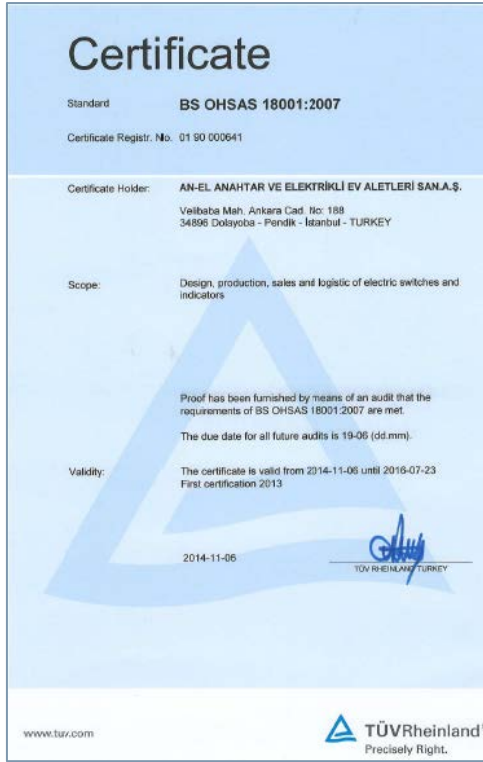 Certificate
Standard BS OHSAS 18001:2007
Certificate Registr. No. 01 90 000641
Certificate Holder: AN-EL ANAHTAR VE ELEKTRİKLİ EV ALETLERİ SAN.A.Ş.
Velibaba Mah. Ankara Cad. No: 188
34896 Dolayoba - Pendik - İstanbul - TURKEY
Scope: Design, production, sales and logistic of electric switches and
indicators
Proof has been furnished by means of an audit that the
requirements of BS OHSAS 18001:2007 are met.
The due date for all future audits is 19-06 (dd.mm).
Validity: The certificate is valid from 2014-11-06 until 2016-07-23
First certification 2013
2014-11-06
TÜV RHEINLAND TURKEY
www.tuv.com
TÜVRheinland®
Precisely Right.